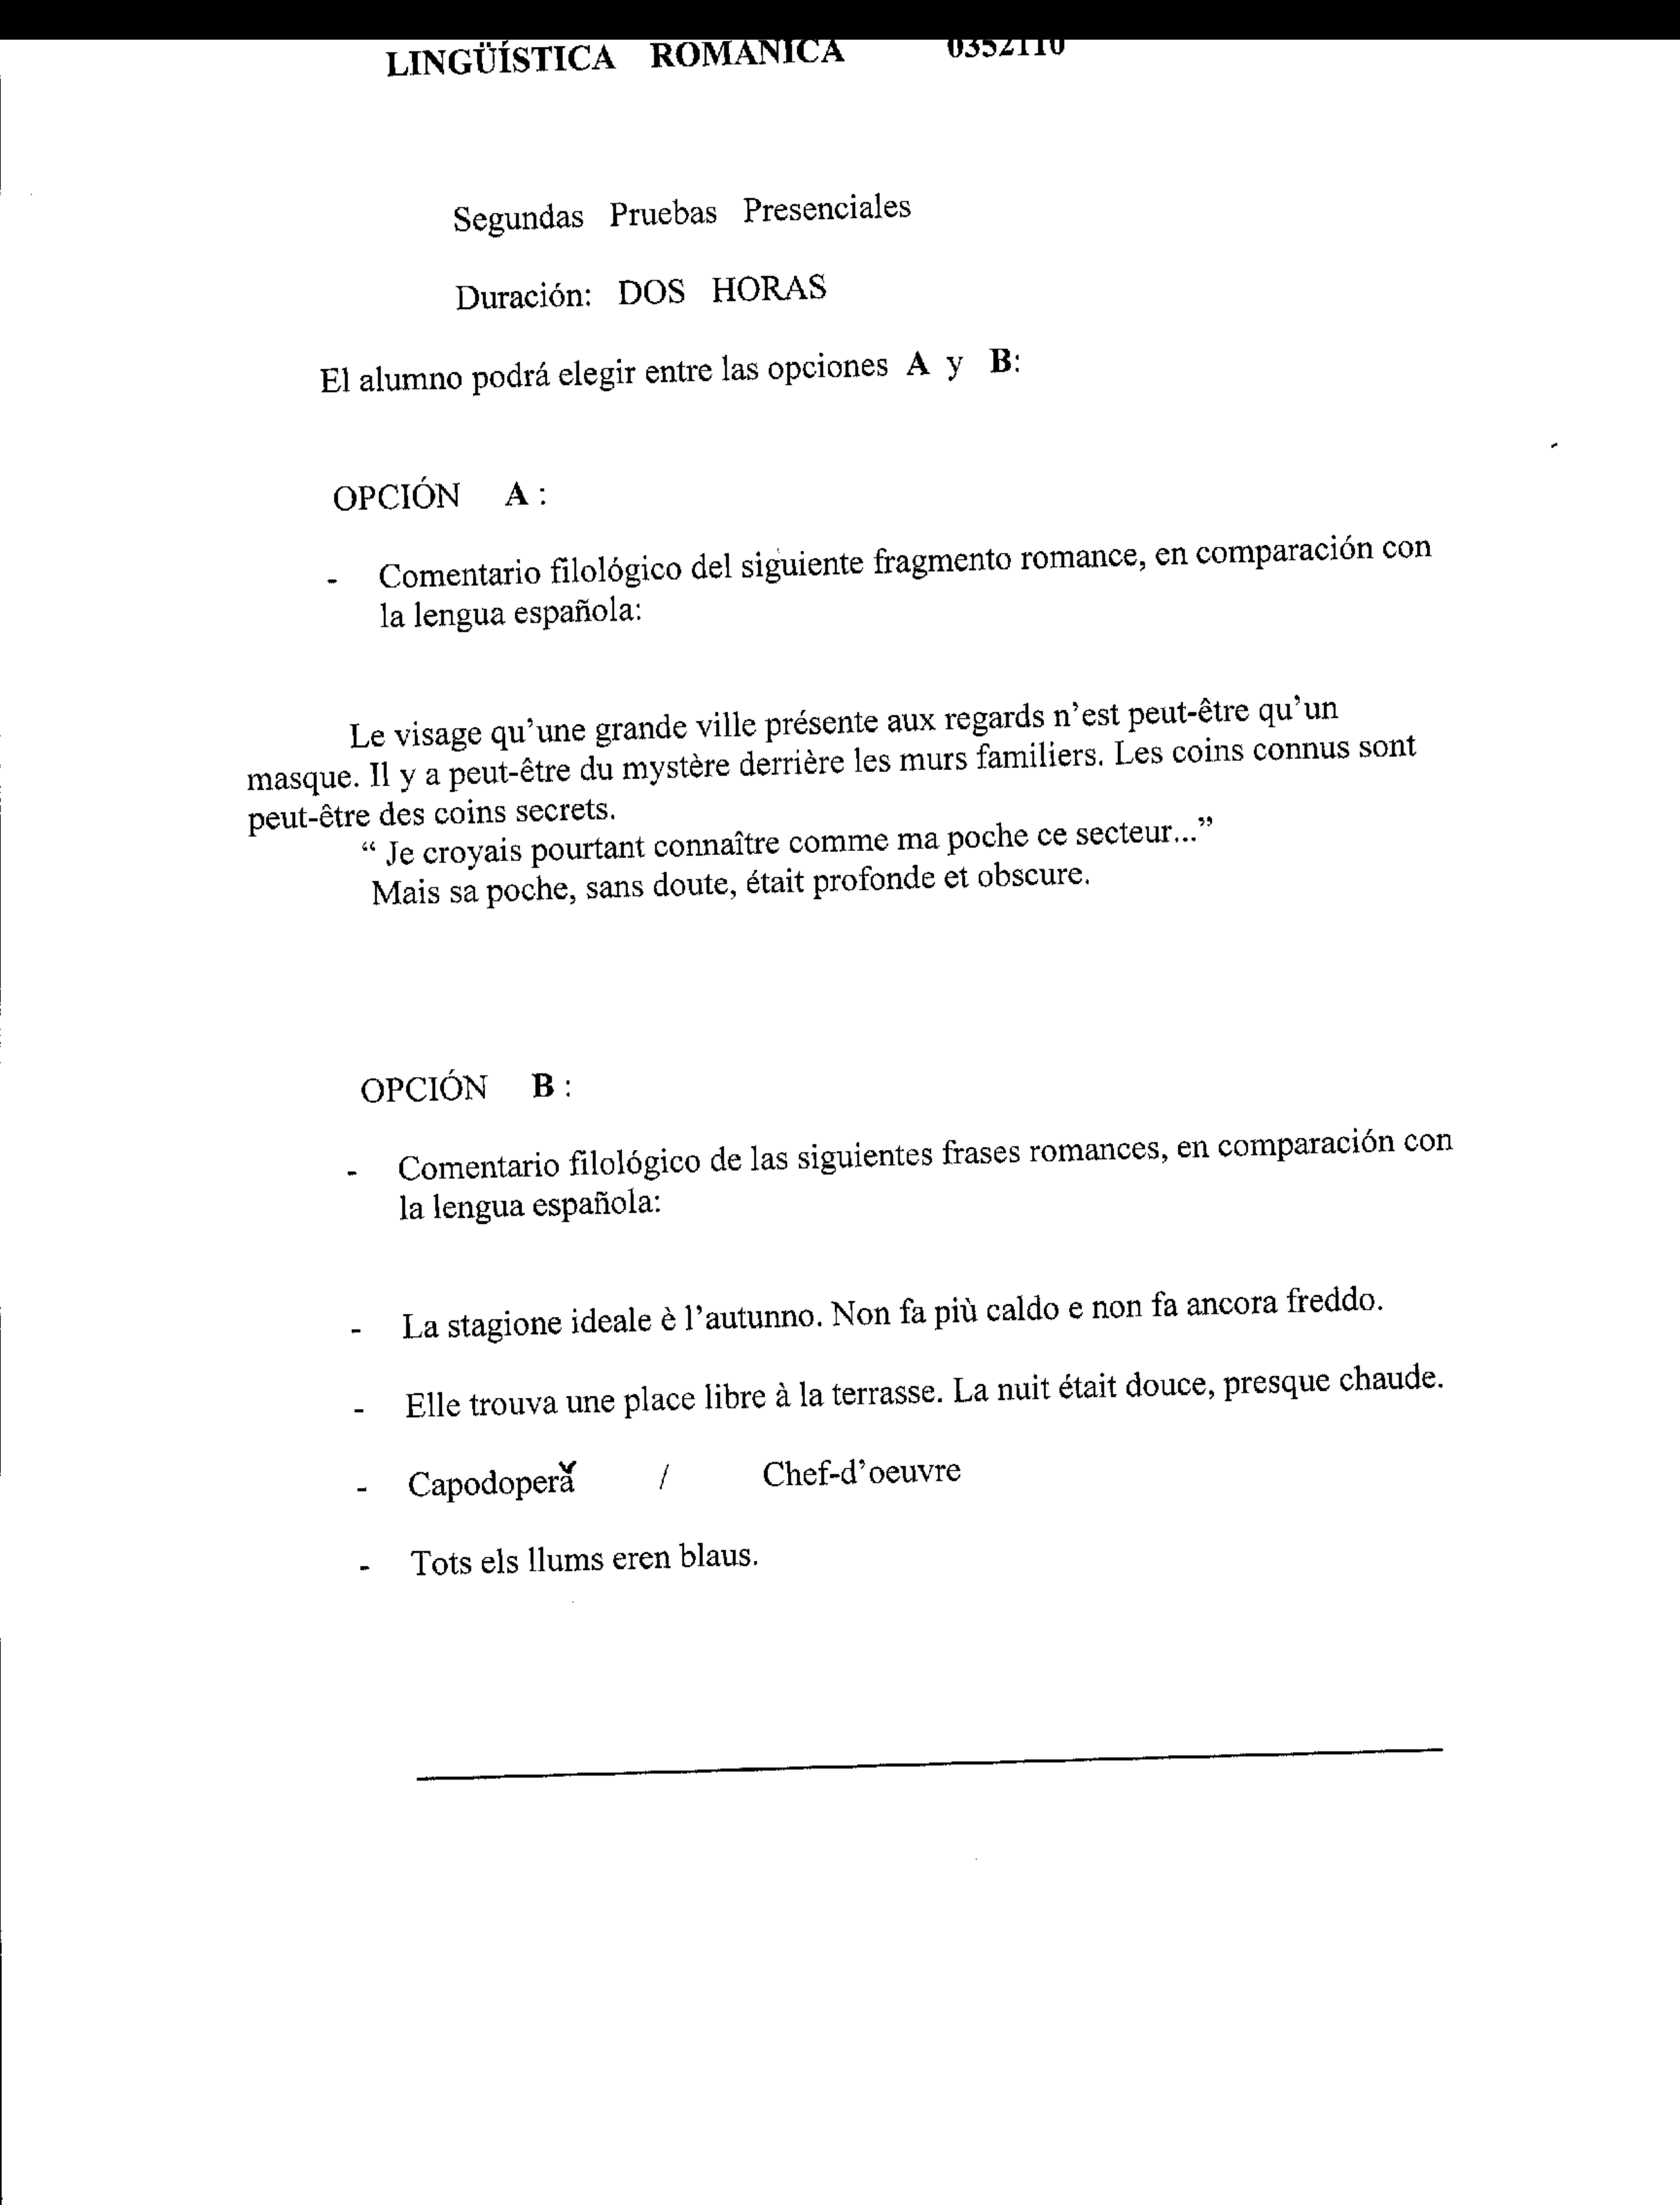 LINGÜÍSTICA ROMANICA 0352110
Segundas Pruebas Presenciales
Duración: DOS HORAS
El alumno podrá elegir entre las opciones A y B:
OPCIÓN A :
- Comentario filológico del siguiente fragmento romance, en comparación con
la lengua española:
Le visage qu’une grande ville présente aux regards n’est peut-être qu’un
masque. Il y a peut-être du mystère derrière les murs familiers. Les coins connus sont
peut-être des coins secrets.
“ Je croyais pourtant connaître comme ma poche ce secteur...”
Mais sa poche, sans doute, était profonde et obscure.
OPCIÓN B :
- Comentario filológico de las siguientes frases romances, en comparación con
la lengua española:
- La stagione ideale è l’autunno. Non fa più caldo e non fa ancora freddo.
- Elle trouva une place libre à la terrasse. La nuit était douce, presque chaude.
- Capodoperă / Chef-d’oeuvre
- Tots els llums eren blaus.